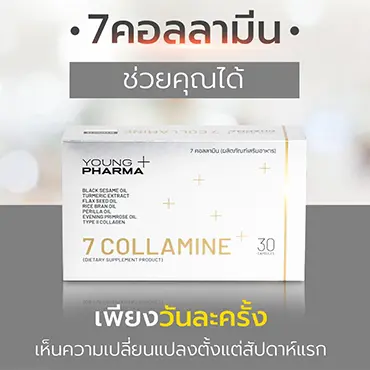 • 7คอลลามีน •
ช่วยคุณได้
7 คอลลามีน (ผลิตภัณฑ์เสริมอาหาร)
YOUNG +
PHARMA
BLACK SESAME OIL
TURMERIC EXTRACT
FLAX SEED OIL
RICE BRAN OIL
PERILLA OIL
EVENING PRIMROSE OIL
TYPE II COLLAGEN
7 COLLAMINE +
(DIETARY SUPPLEMENT PRODUCT)
30
CAPSULES
เพียงวันละครั้ง
เห็นความเปลี่ยนแปลงตั้งแต่สัปดาห์แรก